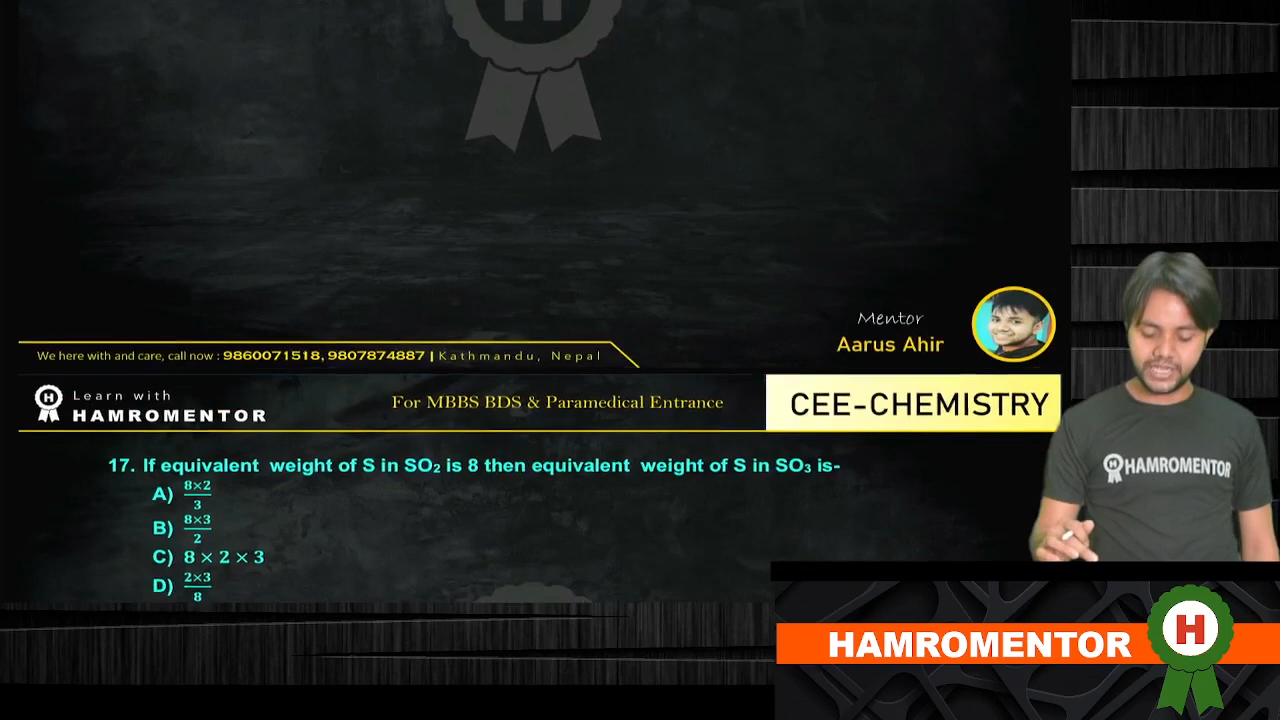 H
Mentor
Aarus Ahir
We here with and care, call now : 9860071518, 9807874887 | Kathmandu, Nepal
H Learn with
HAMROMENTOR
For MBBS BDS & Paramedical Entrance
CEE-CHEMISTRY
17. If equivalent weight of S in SO₂ is 8 then equivalent weight of S in SO₃ is-
A) 8×2/3
B) 8×3/2
C) 8 × 2 × 3
D) 2×3/8
H HAMROMENTOR
HAMROMENTOR H